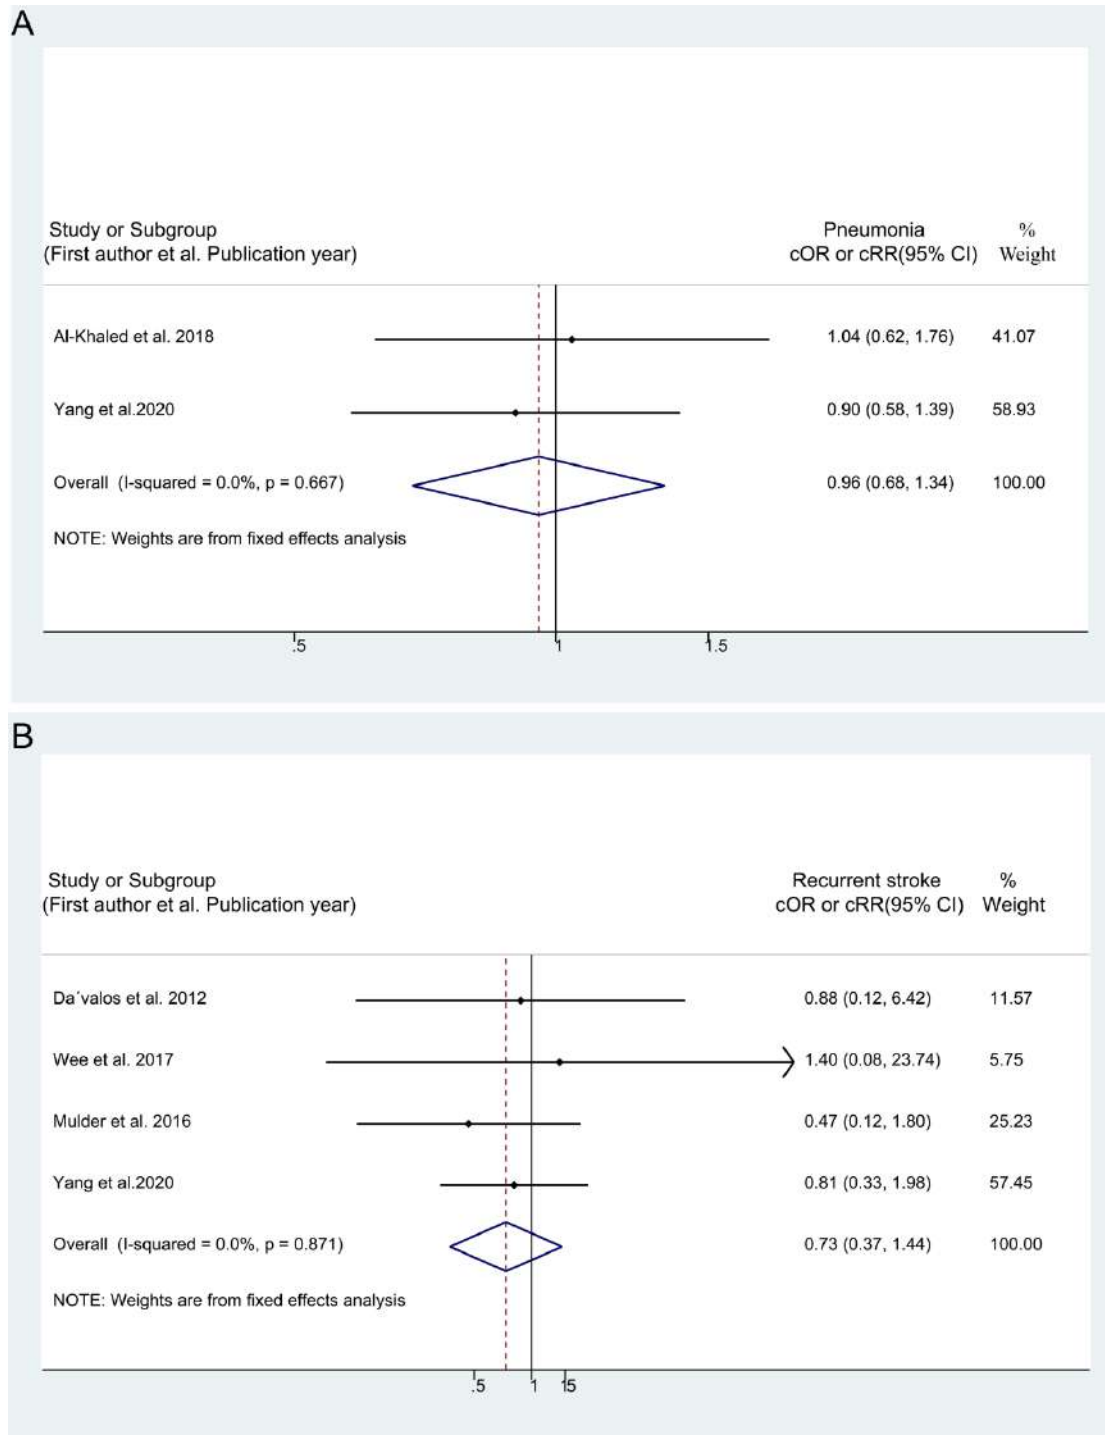 A
Study or Subgroup
(First author et al. Publication year)
Pneumonia
cOR or cRR(95% CI)
%
Weight
Al-Khaled et al. 2018 1.04 (0.62, 1.76) 41.07
Yang et al.2020 0.90 (0.58, 1.39) 58.93
Overall (I-squared = 0.0%, p = 0.667) 0.96 (0.68, 1.34) 100.00
NOTE: Weights are from fixed effects analysis
.5 1 1.5
B
Study or Subgroup
(First author et al. Publication year)
Recurrent stroke
cOR or cRR(95% CI)
%
Weight
Da´valos et al. 2012 0.88 (0.12, 6.42) 11.57
Wee et al. 2017 1.40 (0.08, 23.74) 5.75
Mulder et al. 2016 0.47 (0.12, 1.80) 25.23
Yang et al.2020 0.81 (0.33, 1.98) 57.45
Overall (I-squared = 0.0%, p = 0.871) 0.73 (0.37, 1.44) 100.00
NOTE: Weights are from fixed effects analysis
.5 1 1.5